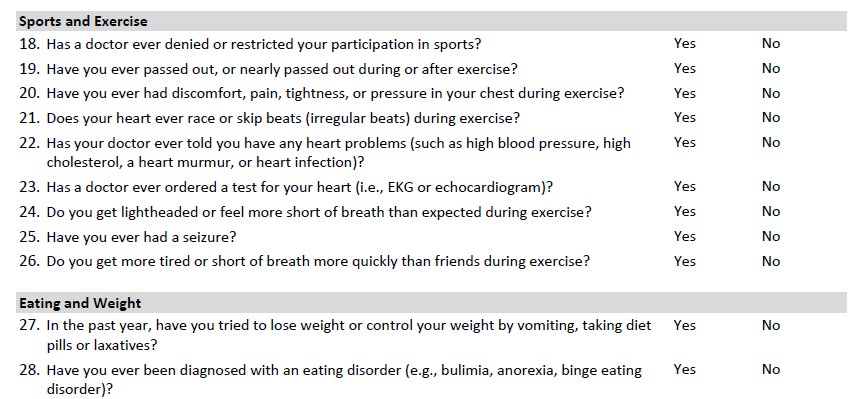 Sports and Exercise
18. Has a doctor ever denied or restricted your participation in sports? Yes No
19. Have you ever passed out, or nearly passed out during or after exercise? Yes No
20. Have you ever had discomfort, pain, tightness, or pressure in your chest during exercise? Yes No
21. Does your heart ever race or skip beats (irregular beats) during exercise? Yes No
22. Has your doctor ever told you have any heart problems (such as high blood pressure, high Yes No
cholesterol, a heart murmur, or heart infection)?
23. Has a doctor ever ordered a test for your heart (i.e., EKG or echocardiogram)? Yes No
24. Do you get lightheaded or feel more short of breath than expected during exercise? Yes No
25. Have you ever had a seizure? Yes No
26. Do you get more tired or short of breath more quickly than friends during exercise? Yes No
Eating and Weight
27. In the past year, have you tried to lose weight or control your weight by vomiting, taking diet Yes No
pills or laxatives?
28. Have you ever been diagnosed with an eating disorder (e.g., bulimia, anorexia, binge eating Yes No
disorder)?